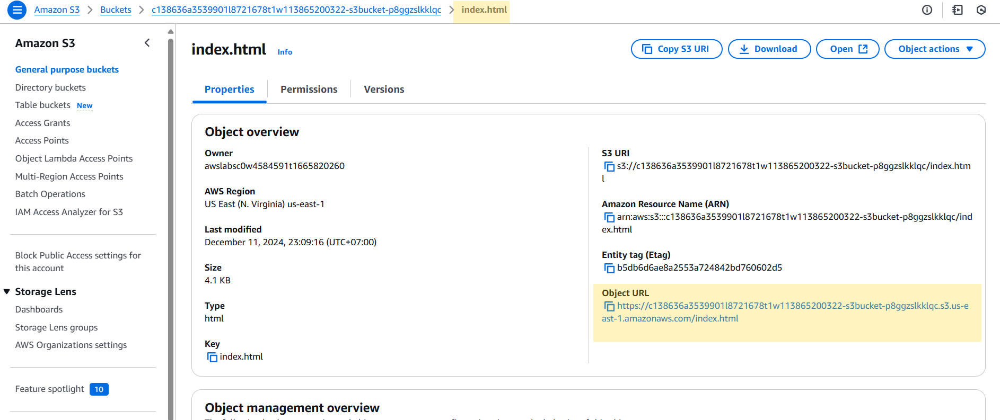 Amazon S3 > Buckets > c138636a3539901l8721678t1w113865200322-s3bucket-p8ggzslkklqc > index.html
Amazon S3
General purpose buckets
Directory buckets
Table buckets New
Access Grants
Access Points
Object Lambda Access Points
Multi-Region Access Points
Batch Operations
IAM Access Analyzer for S3
Block Public Access settings for
this account
Storage Lens
Dashboards
Storage Lens groups
AWS Organizations settings
Feature spotlight 10
index.html Info
Copy S3 URI
Download
Open
Object actions
Properties
Permissions
Versions
Object overview
Owner
awslabsc0w4584591t1665820260
AWS Region
US East (N. Virginia) us-east-1
Last modified
December 11, 2024, 23:09:16 (UTC+07:00)
Size
4.1 KB
Type
html
Key
index.html
S3 URI
s3://c138636a3539901l8721678t1w113865200322-s3bucket-p8ggzslkklqc/index.htm
l
Amazon Resource Name (ARN)
arn:aws:s3:::c138636a3539901l8721678t1w113865200322-s3bucket-p8ggzslkklqc/ind
ex.html
Entity tag (Etag)
b5db6d6ae8a2553a724842bd760602d5
Object URL
https://c138636a3539901l8721678t1w113865200322-s3bucket-p8ggzslkklqc.s3.us-e
ast-1.amazonaws.com/index.html
Object management overview